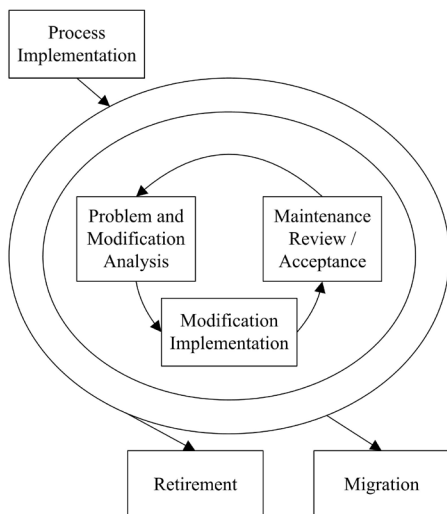 Process
Implementation
Problem and
Modification
Analysis
Maintenance
Review /
Acceptance
Modification
Implementation
Retirement
Migration